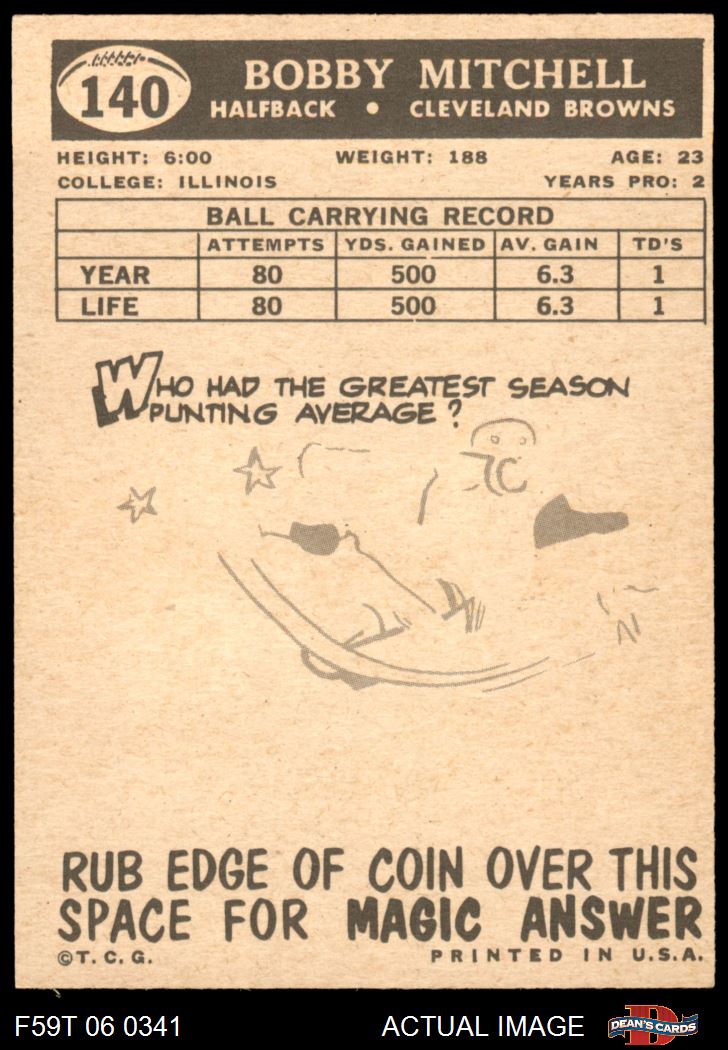 140
BOBBY MITCHELL
HALFBACK • CLEVELAND BROWNS
HEIGHT: 6:00 WEIGHT: 188 AGE: 23
COLLEGE: ILLINOIS YEARS PRO: 2
BALL CARRYING RECORD
ATTEMPTS YDS. GAINED AV. GAIN TD'S
YEAR 80 500 6.3 1
LIFE 80 500 6.3 1
WHO HAD THE GREATEST SEASON
PUNTING AVERAGE?
RUB EDGE OF COIN OVER THIS
SPACE FOR MAGIC ANSWER
©T. C. G. PRINTED IN U.S.A.
F59T 06 0341 ACTUAL IMAGE D DEAN'S CARDS